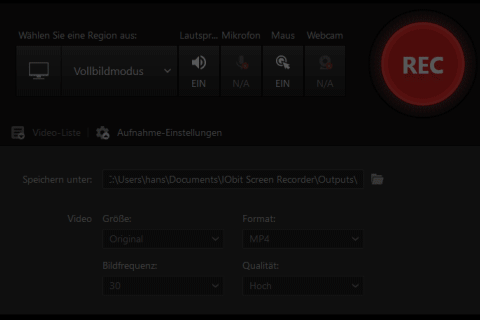 Wählen Sie eine Region aus: Lautspr... Mikrofon Maus Webcam
Vollbildmodus
REC
EIN N/A EIN N/A
Video-Liste | Aufnahme-Einstellungen
Speichern unter: :\Users\hans\Documents\IObit Screen Recorder\Outputs\
Video Größe: Format:
Original MP4
Bildfrequenz: Qualität:
30 Hoch